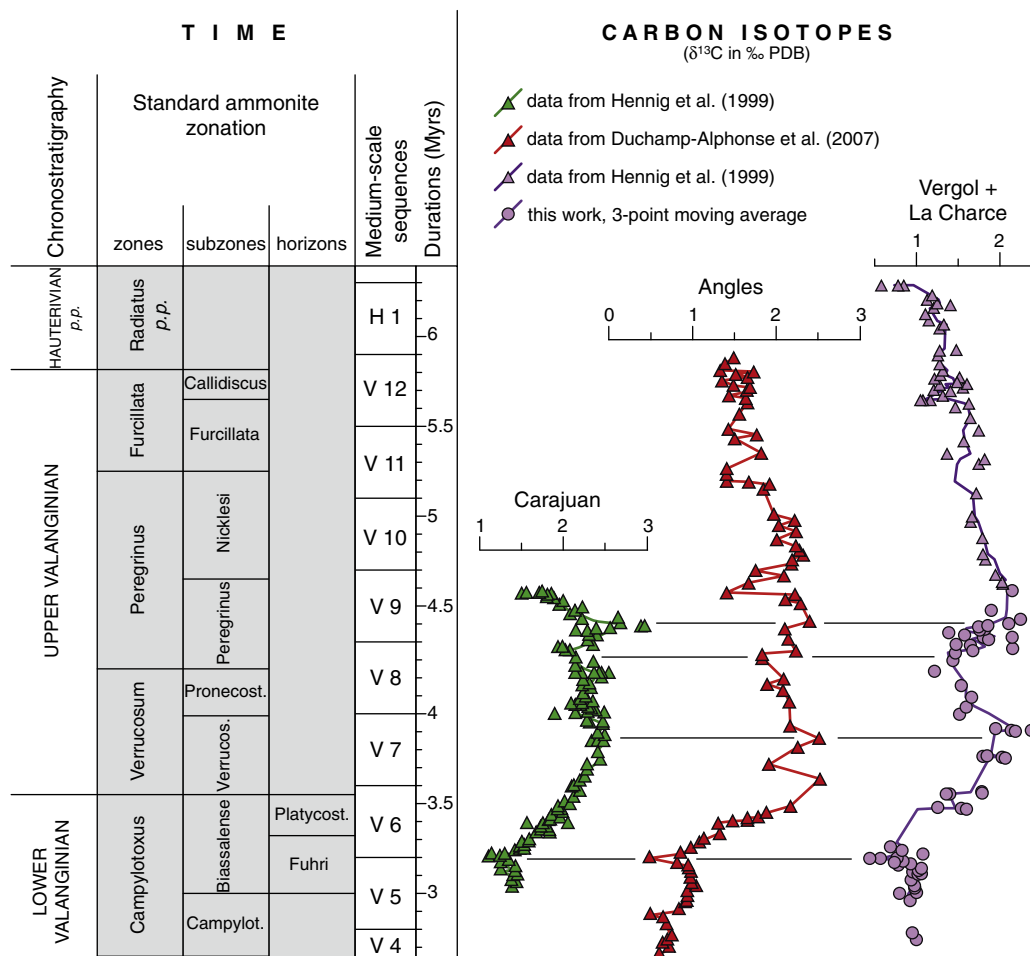 TIME
CARBON ISOTOPES
(δ¹³C in ‰ PDB)
Chronostratigraphy
Standard ammonite
zonation
zones
subzones
horizons
Medium-scale
sequences
Durations (Myrs)
data from Hennig et al. (1999)
data from Duchamp-Alphonse et al. (2007)
data from Hennig et al. (1999)
this work, 3-point moving average
Vergol +
La Charce
1 2
Angles
0 1 2 3
Carajuan
1 2 3
HAUTERIVIAN
p.p.
UPPER VALANGINIAN
LOWER
VALANGINIAN
Radiatus
p.p.
Furcillata
Peregrinus
Verrucosum
Campylotoxus
Callidiscus
Furcillata
Nicklesi
Peregrinus
Pronecost.
Verrucos.
Biassalense
Campylot.
Platycost.
Fuhri
H 1
V 12
V 11
V 10
V 9
V 8
V 7
V 6
V 5
V 4
6
5.5
5
4.5
4
3.5
3